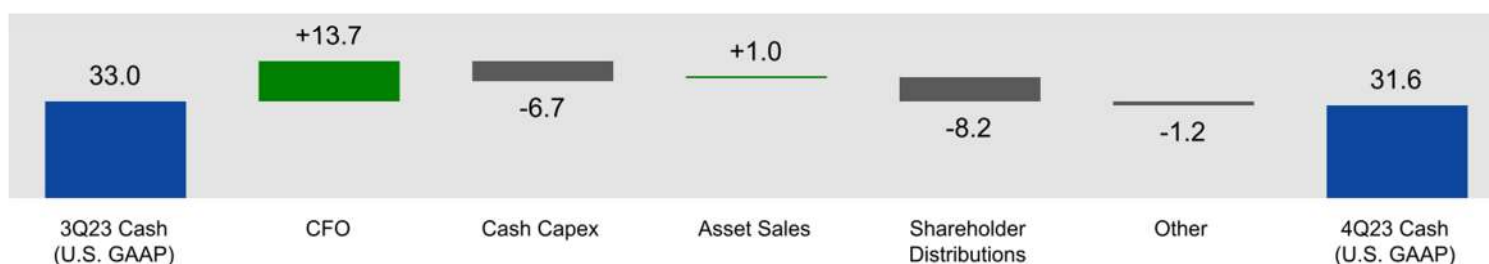 33.0
+13.7
-6.7
+1.0
-8.2
-1.2
31.6
3Q23 Cash
(U.S. GAAP)
CFO
Cash Capex
Asset Sales
Shareholder
Distributions
Other
4Q23 Cash
(U.S. GAAP)